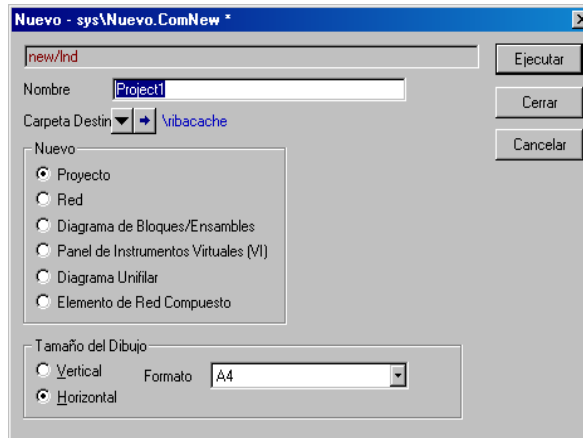 Nuevo - sys\Nuevo.ComNew *
new/lnd
Ejecutar
Nombre
Project1
Cerrar
Carpeta Destin
\ribacache
Cancelar
Nuevo
Proyecto
Red
Diagrama de Bloques/Ensambles
Panel de Instrumentos Virtuales (VI)
Diagrama Unifilar
Elemento de Red Compuesto
Tamaño del Dibujo
Vertical
Formato
A4
Horizontal